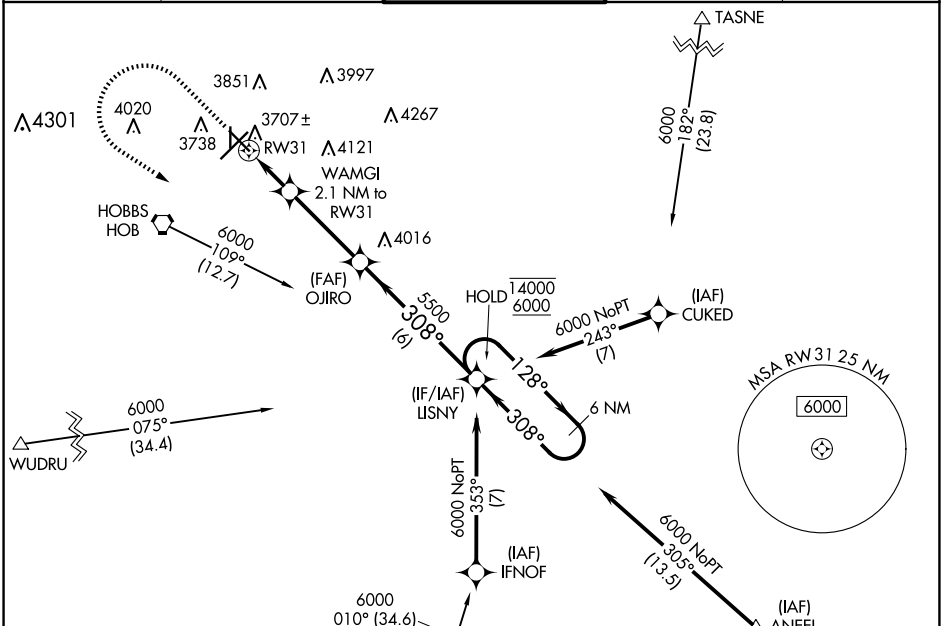 TASNE
6000
182°
(23.8)
3851
3997
4301
4020
3738
3707 ±
4267
RW31
4121
WAMGI
2.1 NM to
RW31
HOBBS
HOB
6000
109°
(12.7)
4016
(FAF)
OJIRO
5500
308°
(6)
HOLD
14000
6000
(IAF)
CUKED
6000 NoPT
243°
(7)
128°
308°
6 NM
(IF/IAF)
LISNY
MSA RW31 25 NM
6000
6000
075°
(34.4)
WUDRU
6000 NoPT
353°
(7)
(IAF)
IFNOF
6000 NoPT
305°
(13.5)
(IAF)
6000
010° (34.6)